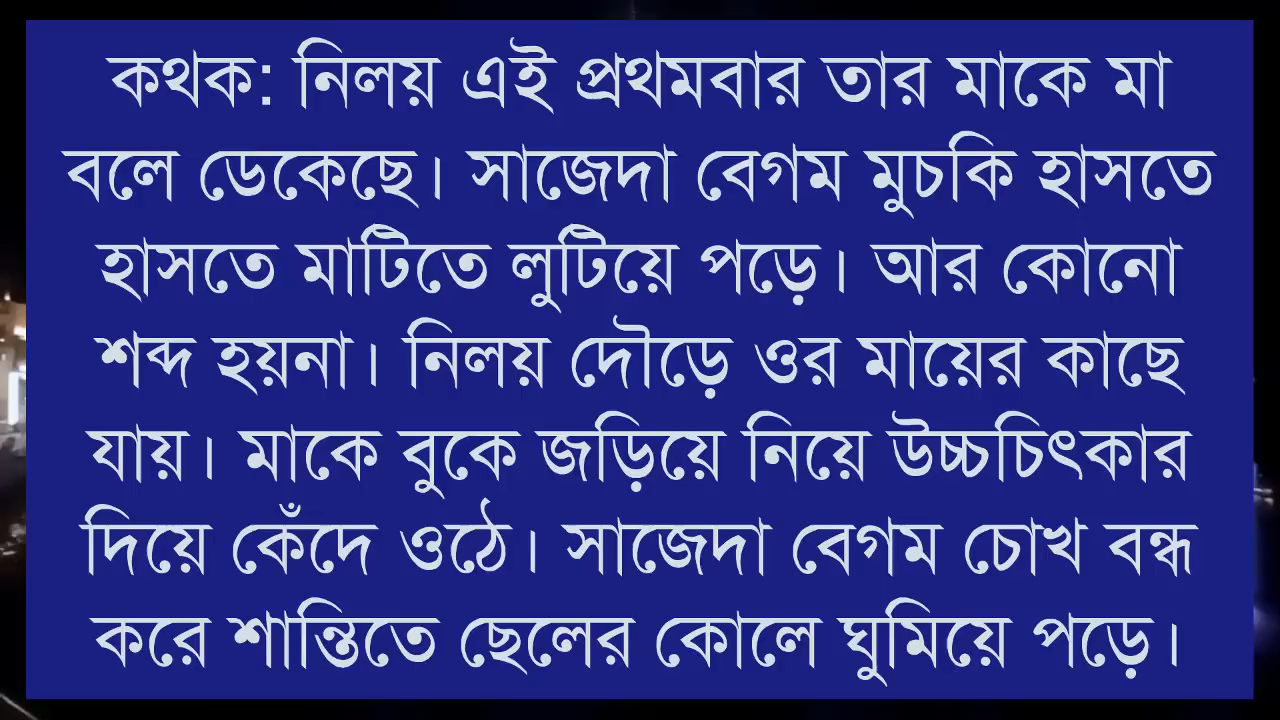 কথক: নিলয় এই প্রথমবার তার মাকে মা
বলে ডেকেছে। সাজেদা বেগম মুচকি হাসতে
হাসতে মাটিতে লুটিয়ে পড়ে। আর কোনো
শব্দ হয়না। নিলয় দৌড়ে ওর মায়ের কাছে
যায়। মাকে বুকে জড়িয়ে নিয়ে উচ্চচিৎকার
দিয়ে কেঁদে ওঠে। সাজেদা বেগম চোখ বন্ধ
করে শান্তিতে ছেলের কোলে ঘুমিয়ে পড়ে।